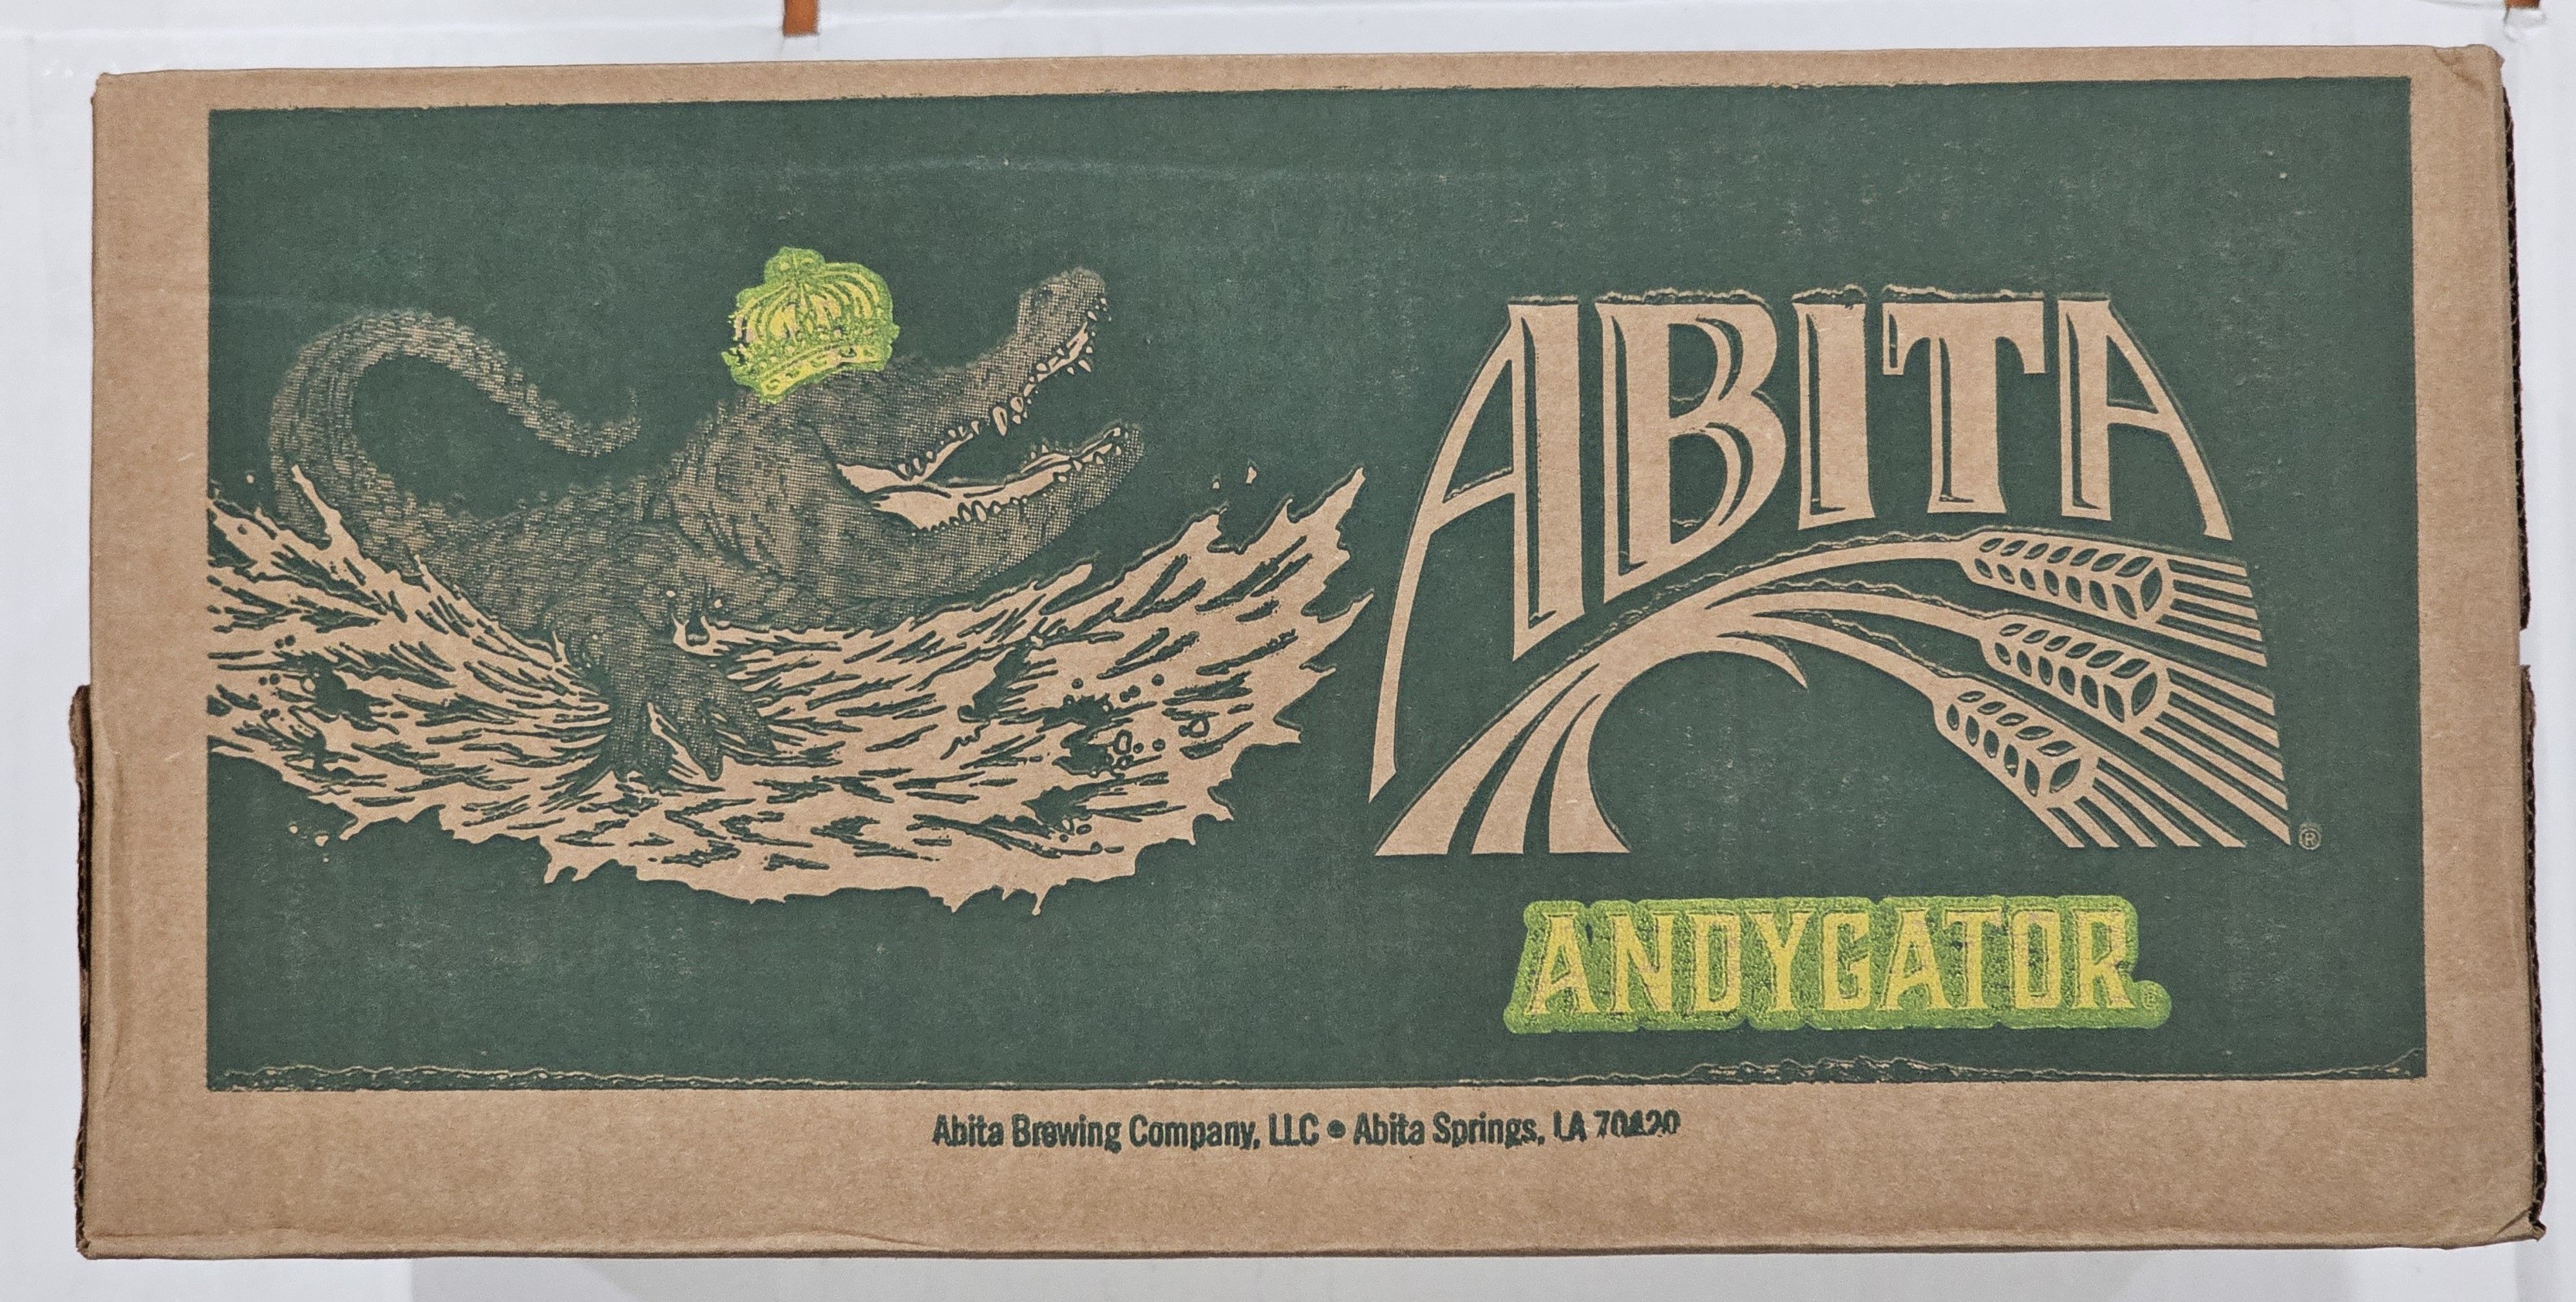 ABITA®
ANDYGATOR®
Abita Brewing Company, LLC • Abita Springs, LA 70420